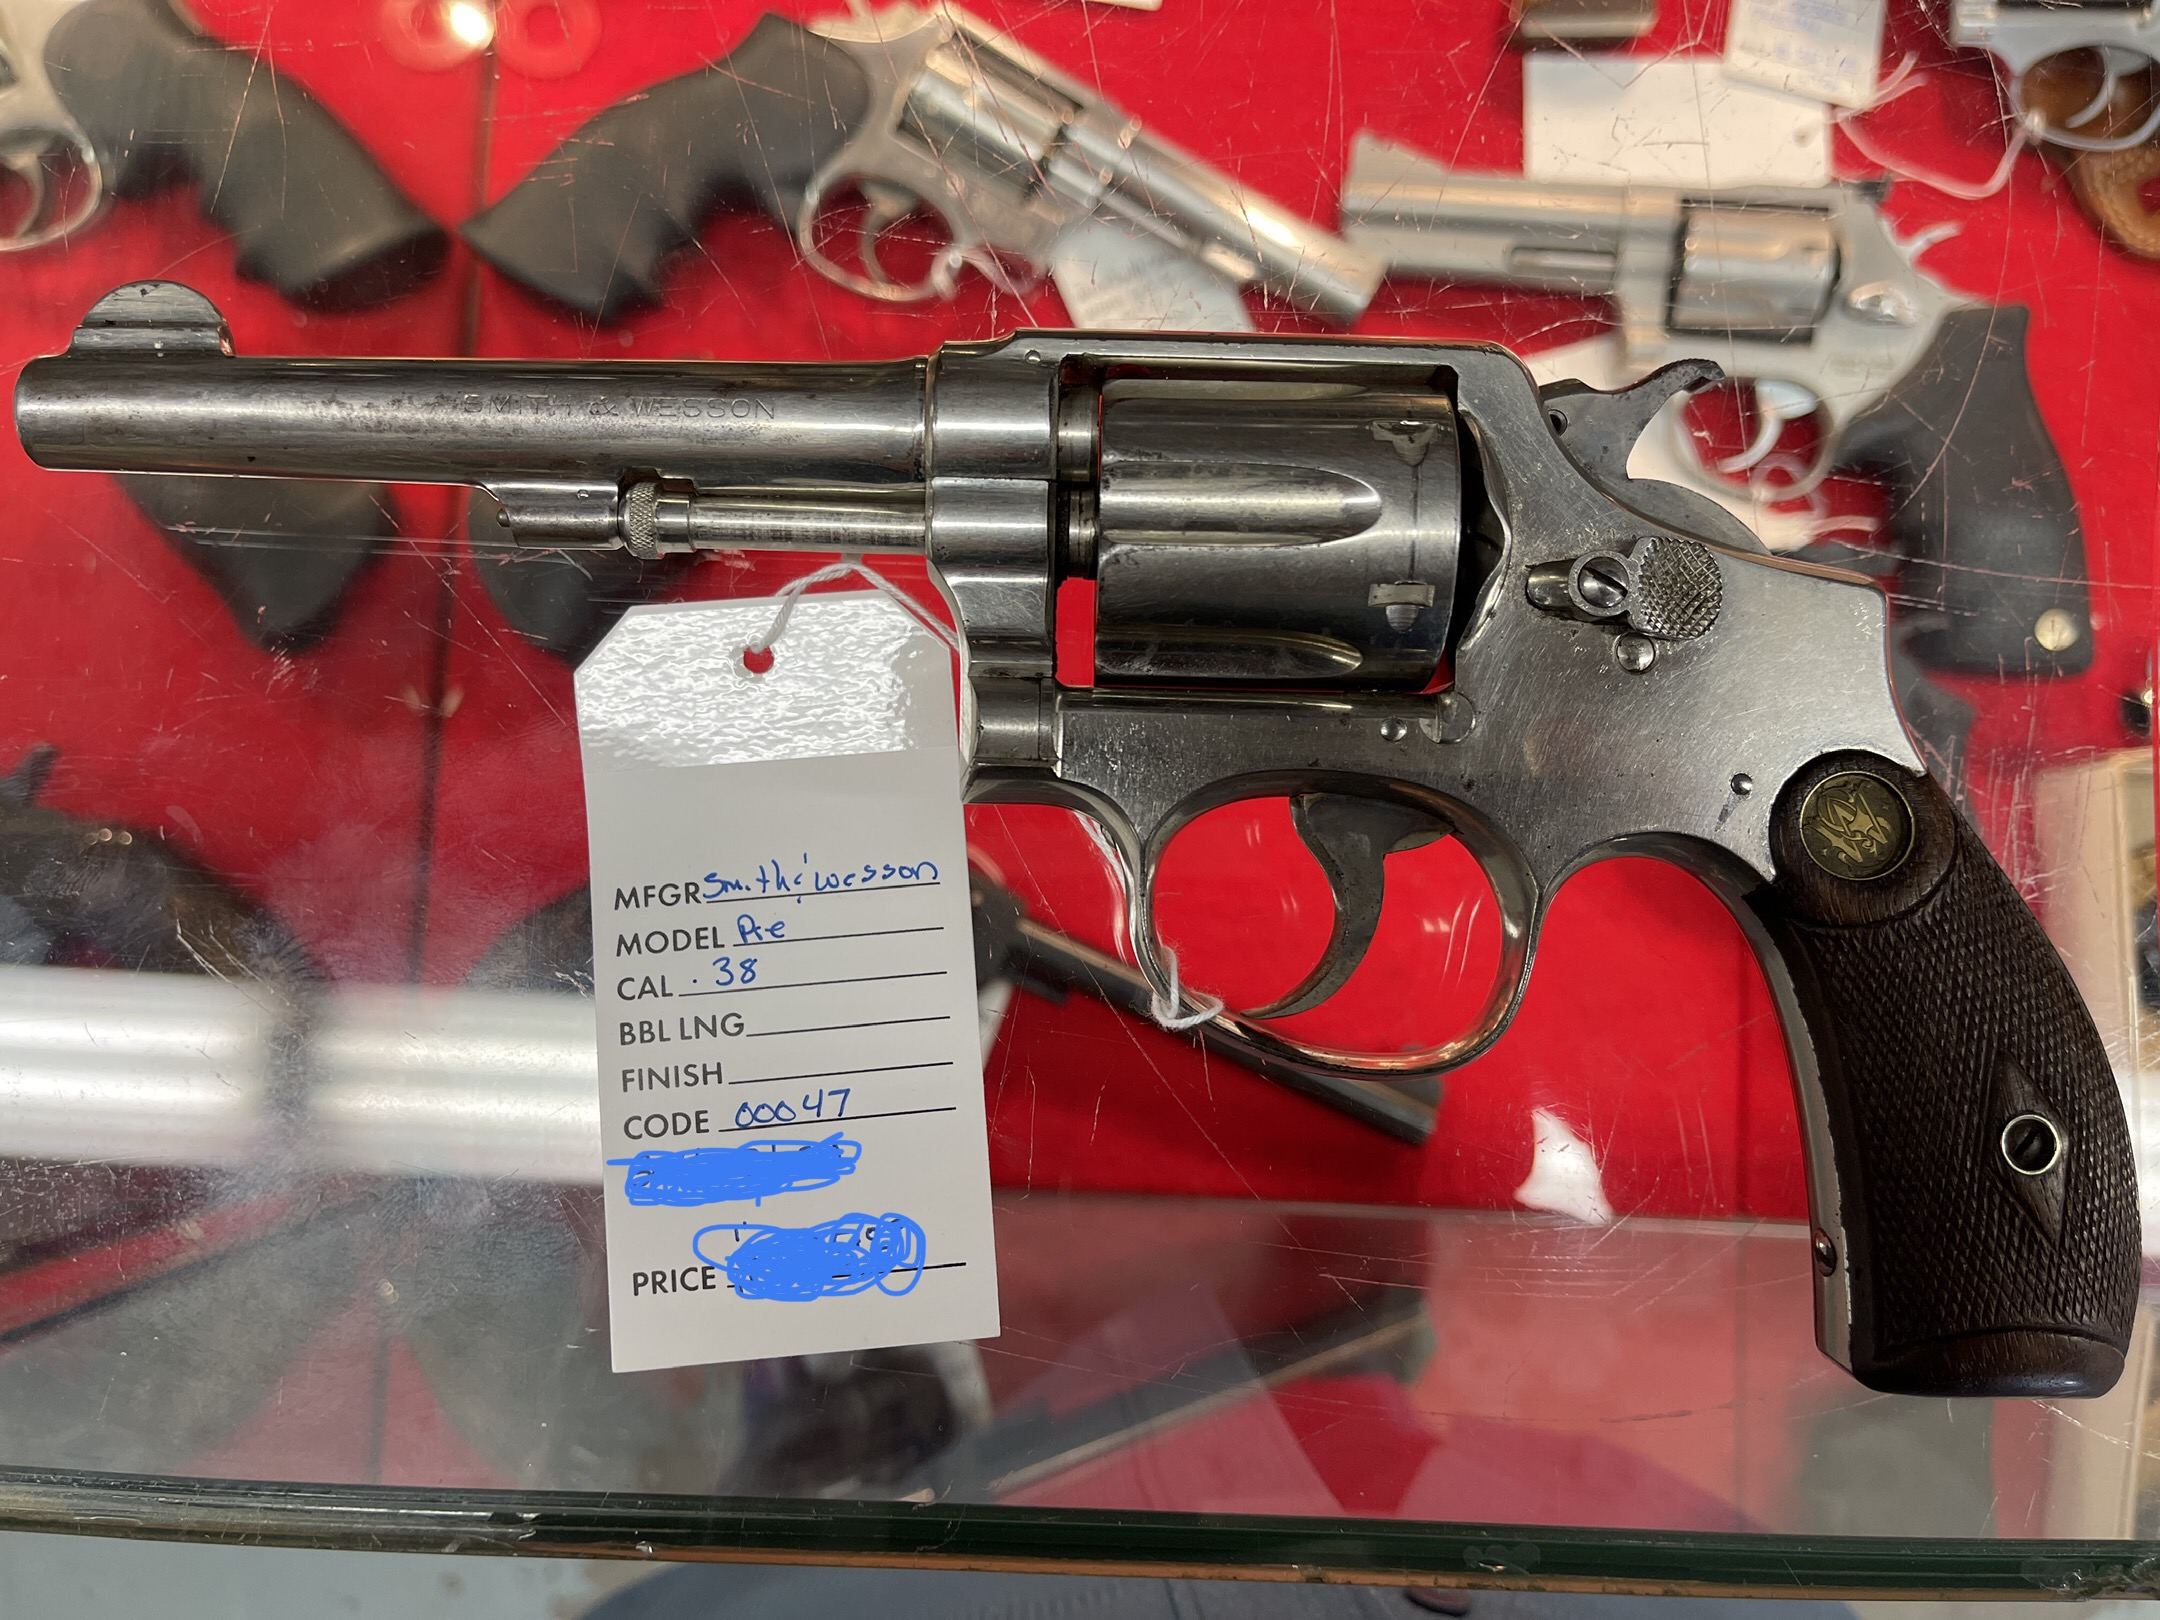 SMITH & WESSON
MFGR Smith & Wesson
MODEL Pre
CAL .38
BBL LNG
FINISH
CODE 00047
PRICE